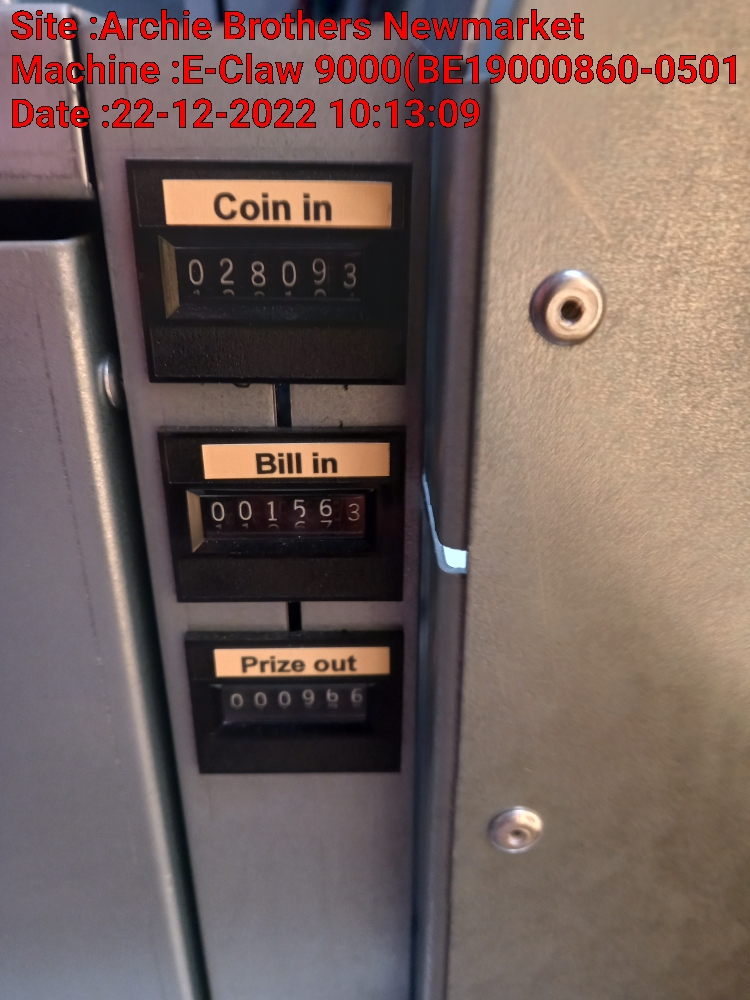 Site :Archie Brothers Newmarket
Machine :E-Claw 9000(BE19000860-0501
Date :22-12-2022 10:13:09
Coin in
028093
Bill in
001563
Prize out
000966